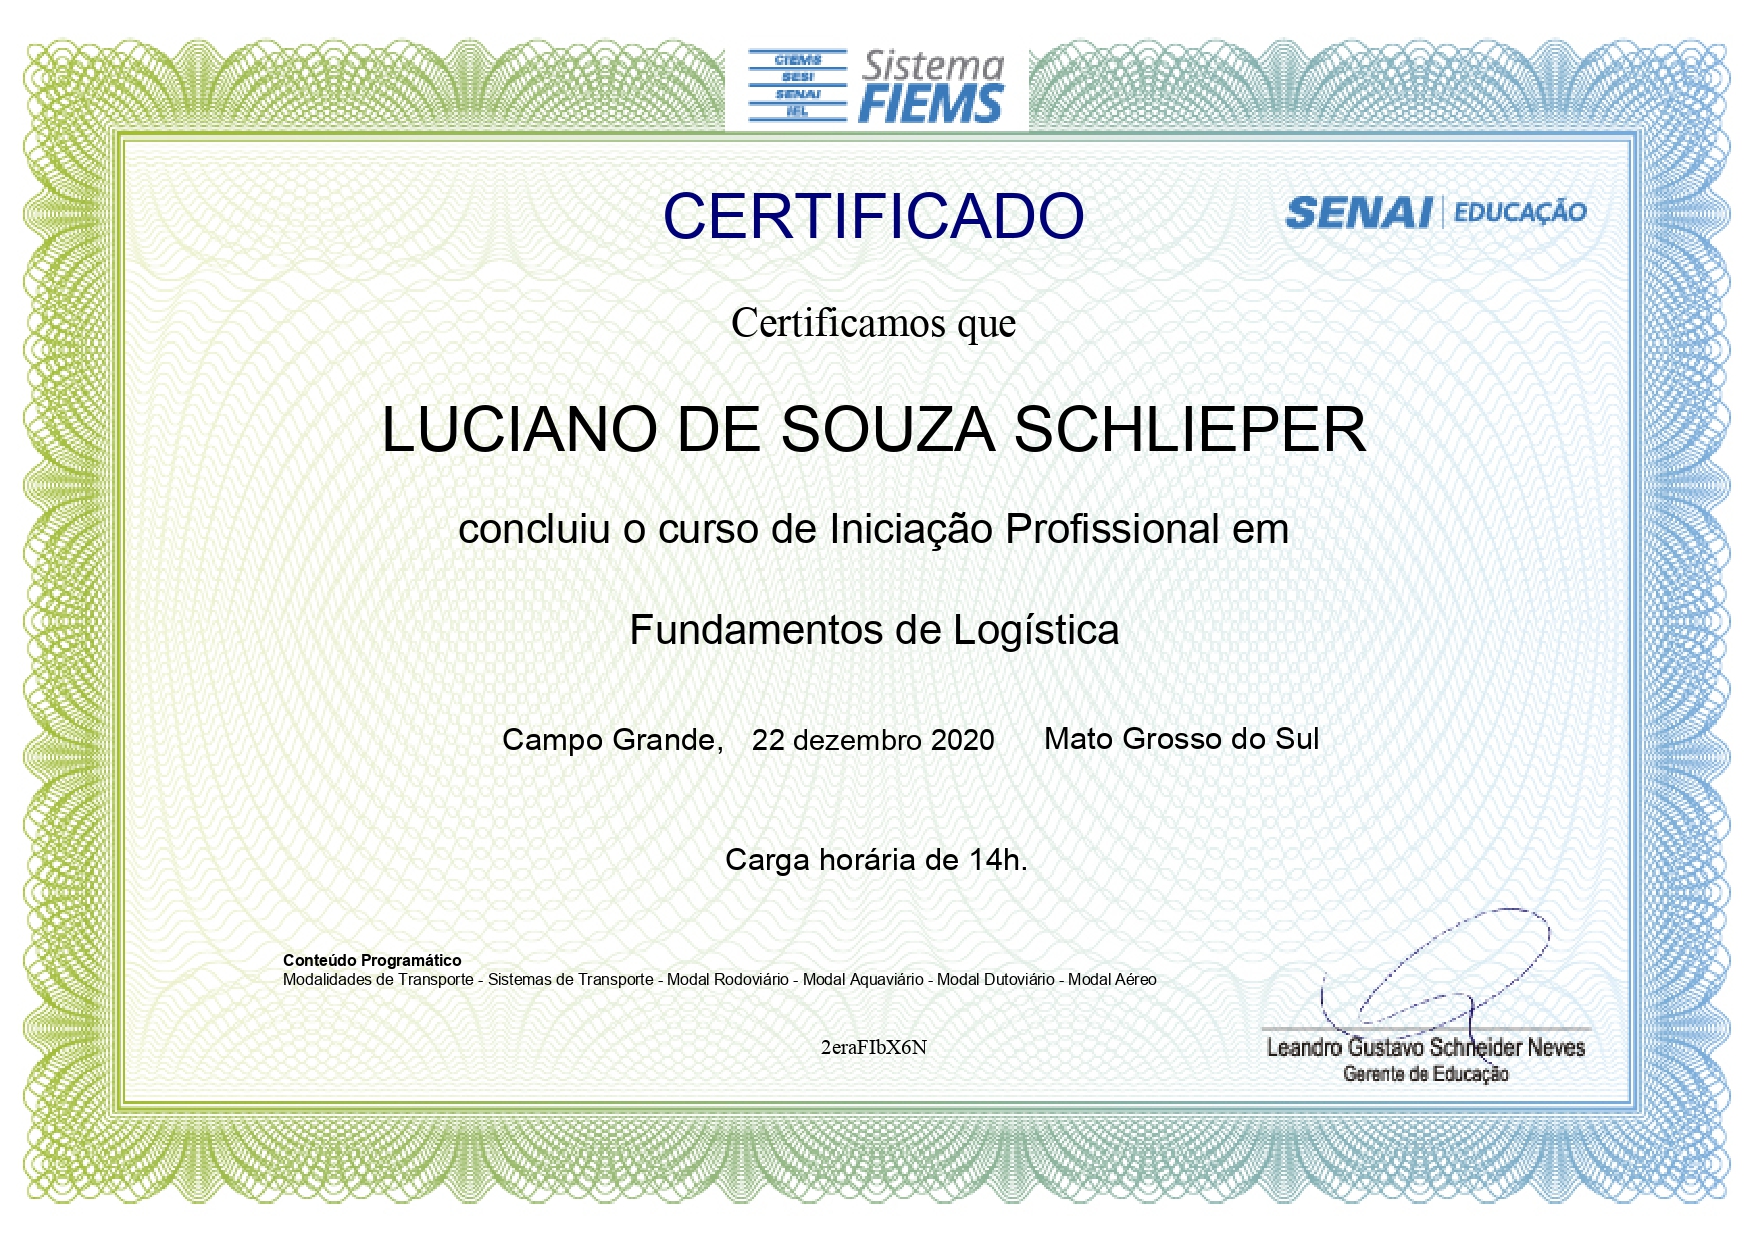 CIEMS
SESI
SENAI
IEL
Sistema
FIEMS
CERTIFICADO
SENAI EDUCAÇÃO
Certificamos que
LUCIANO DE SOUZA SCHLIEPER
concluiu o curso de Iniciação Profissional em
Fundamentos de Logística
Campo Grande, 22 dezembro 2020 Mato Grosso do Sul
Carga horária de 14h.
Conteúdo Programático
Modalidades de Transporte - Sistemas de Transporte - Modal Rodoviário - Modal Aquaviário - Modal Dutoviário - Modal Aéreo
2eraFIbX6N
Leandro Gustavo Schneider Neves
Gerente de Educação